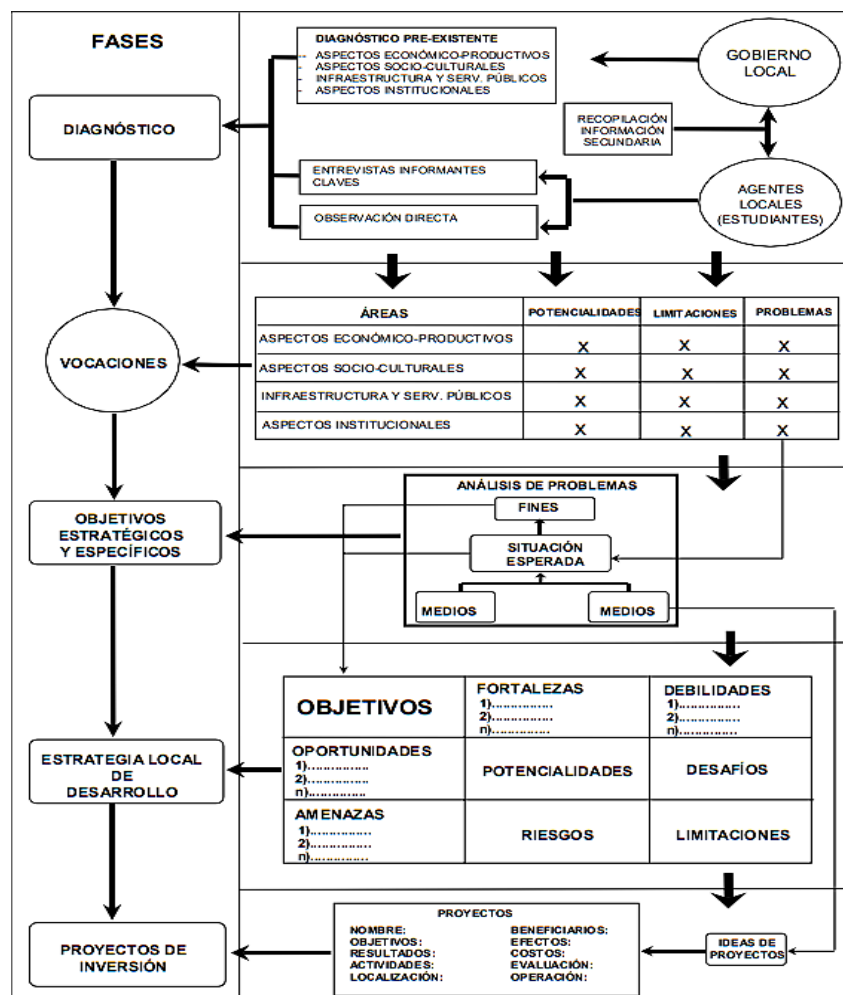 FASES
DIAGNÓSTICO PRE-EXISTENTE
- ASPECTOS ECONÓMICO-PRODUCTIVOS
- ASPECTOS SOCIO-CULTURALES
- INFRAESTRUCTURA Y SERV. PÚBLICOS
- ASPECTOS INSTITUCIONALES
GOBIERNO
LOCAL
DIAGNÓSTICO
RECOPILACIÓN
INFORMACIÓN
SECUNDARIA
ENTREVISTAS INFORMANTES
CLAVES
OBSERVACIÓN DIRECTA
AGENTES
LOCALES
(ESTUDIANTES)
VOCACIONES
ÁREAS POTENCIALIDADES LIMITACIONES PROBLEMAS
ASPECTOS ECONÓMICO-PRODUCTIVOS X X X
ASPECTOS SOCIO-CULTURALES X X X
INFRAESTRUCTURA Y SERV. PÚBLICOS X X X
ASPECTOS INSTITUCIONALES X X X
OBJETIVOS
ESTRATÉGICOS
Y ESPECÍFICOS
ANÁLISIS DE PROBLEMAS
FINES
SITUACIÓN
ESPERADA
MEDIOS MEDIOS
ESTRATEGIA LOCAL
DE
DESARROLLO
OBJETIVOS
FORTALEZAS
1)...............
2)...............
n)...............
DEBILIDADES
1)...............
2)...............
n)...............
OPORTUNIDADES
1)...............
2)...............
n)...............
POTENCIALIDADES
DESAFÍOS
AMENAZAS
1)...............
2)...............
n)...............
RIESGOS
LIMITACIONES
PROYECTOS DE
INVERSIÓN
PROYECTOS
NOMBRE: BENEFICIARIOS:
OBJETIVOS: EFECTOS:
RESULTADOS: COSTOS:
ACTIVIDADES: EVALUACIÓN:
LOCALIZACIÓN: OPERACIÓN:
IDEAS DE
PROYECTOS